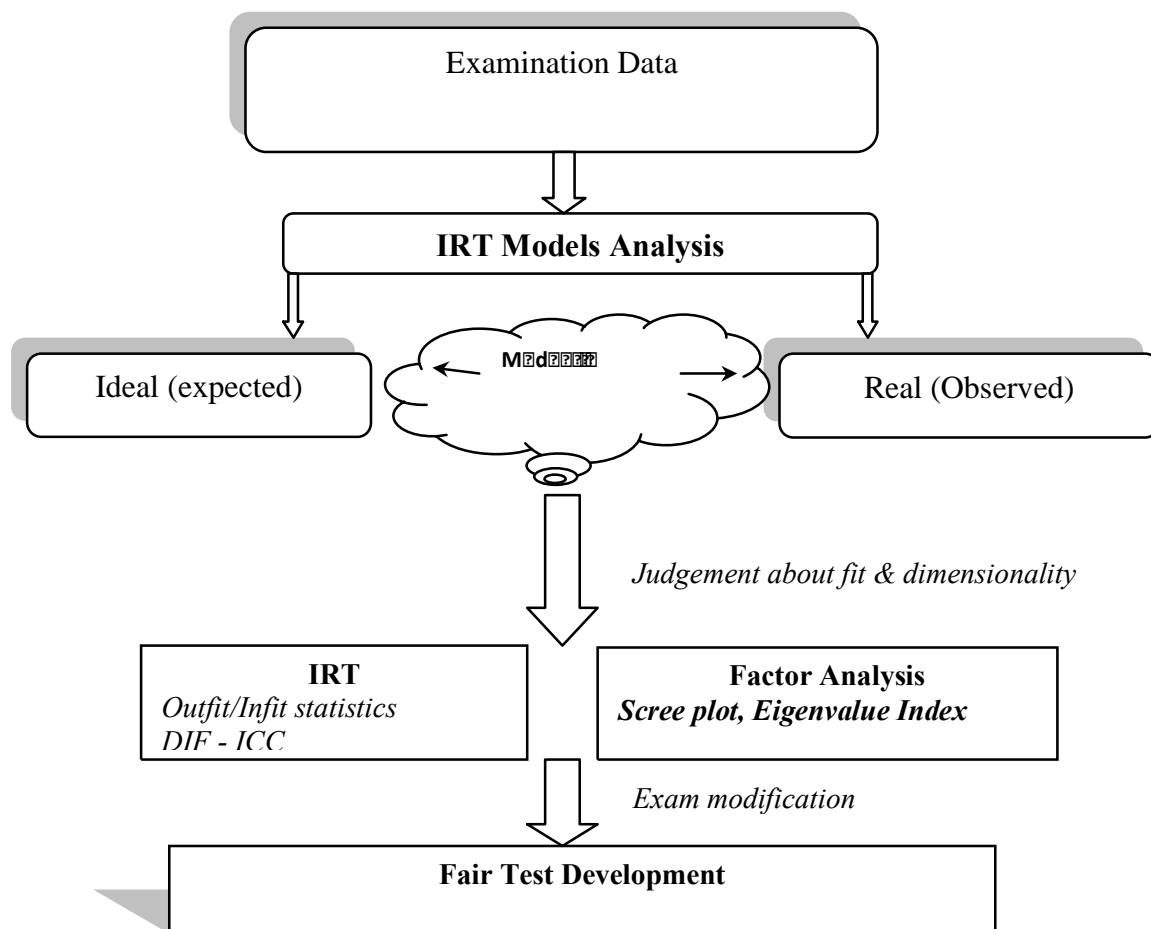 Examination Data
IRT Models Analysis
Ideal (expected)
Real (Observed)
Judgement about fit & dimensionality
IRT
Outfit/Infit statistics
DIF - ICC
Factor Analysis
Scree plot, Eigenvalue Index
Exam modification
Fair Test Development